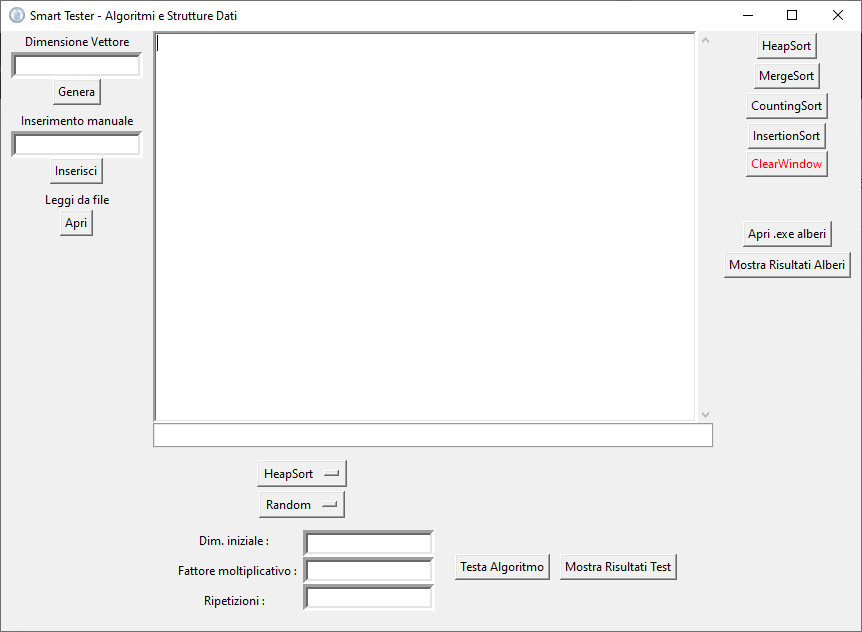 Smart Tester - Algoritmi e Strutture Dati
Dimensione Vettore
Genera
Inserimento manuale
Inserisci
Leggi da file
Apri
HeapSort
MergeSort
CountingSort
InsertionSort
ClearWindow
Apri .exe alberi
Mostra Risultati Alberi
HeapSort
Random
Dim. iniziale :
Fattore moltiplicativo :
Ripetizioni :
Testa Algoritmo
Mostra Risultati Test